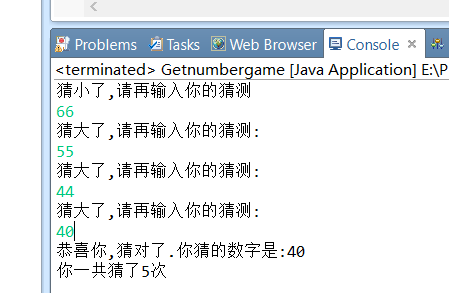 Problems Tasks Web Browser Console
<terminated> Getnumbergame [Java Application] E:\P
猜小了,请再输入你的猜测
66
猜大了,请再输入你的猜测:
55
猜大了,请再输入你的猜测:
44
猜大了,请再输入你的猜测:
40
恭喜你,猜对了.你猜的数字是:40
你一共猜了5次